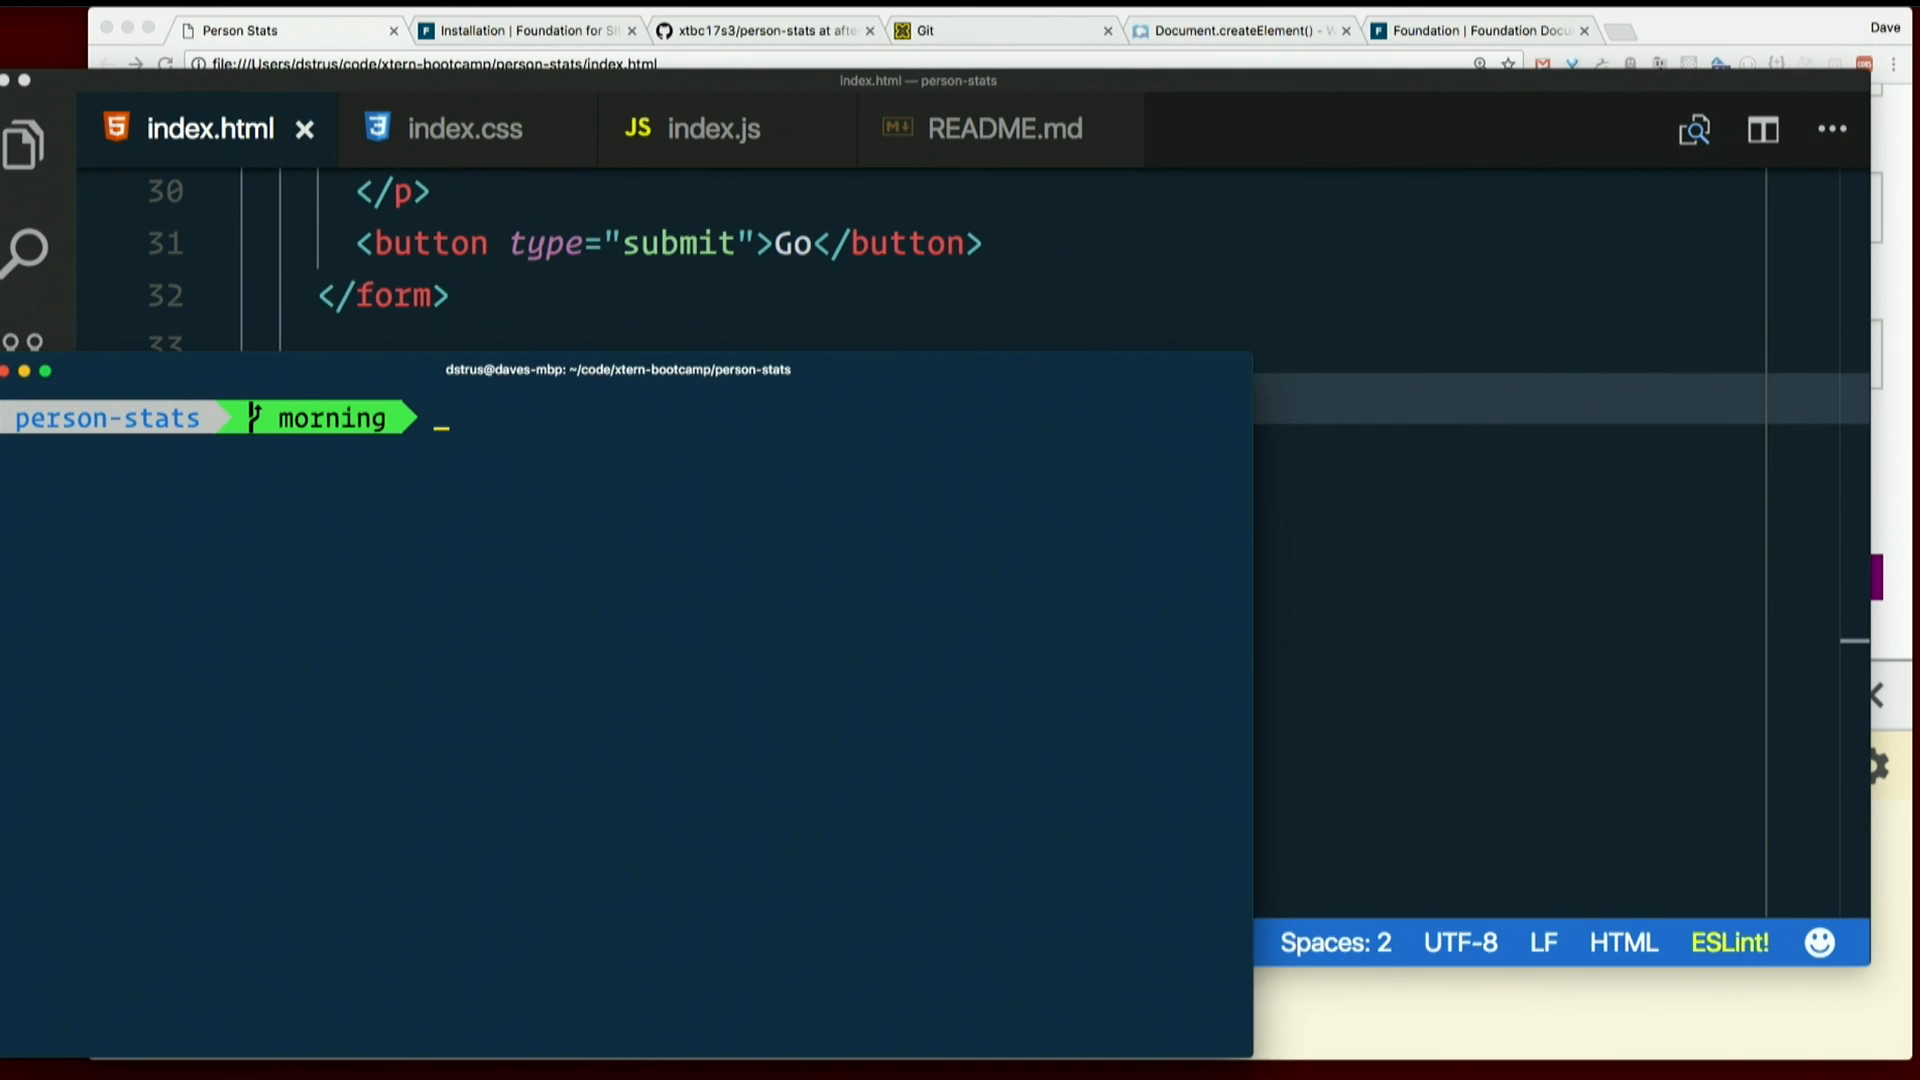 Person Stats
Installation | Foundation for Si
xtbc17s3/person-stats at afte
Git
Document.createElement() -
Foundation | Foundation Docu
Dave
file:///Users/dstrus/code/xtern-bootcamp/person-stats/index.html
index.html — person-stats
index.html
index.css
JS index.js
M README.md
30 </p>
31 <button type="submit">Go</button>
32 </form>
33
dstrus@daves-mbp: ~/code/xtern-bootcamp/person-stats
person-stats morning _
Spaces: 2 UTF-8 LF HTML ESLint!